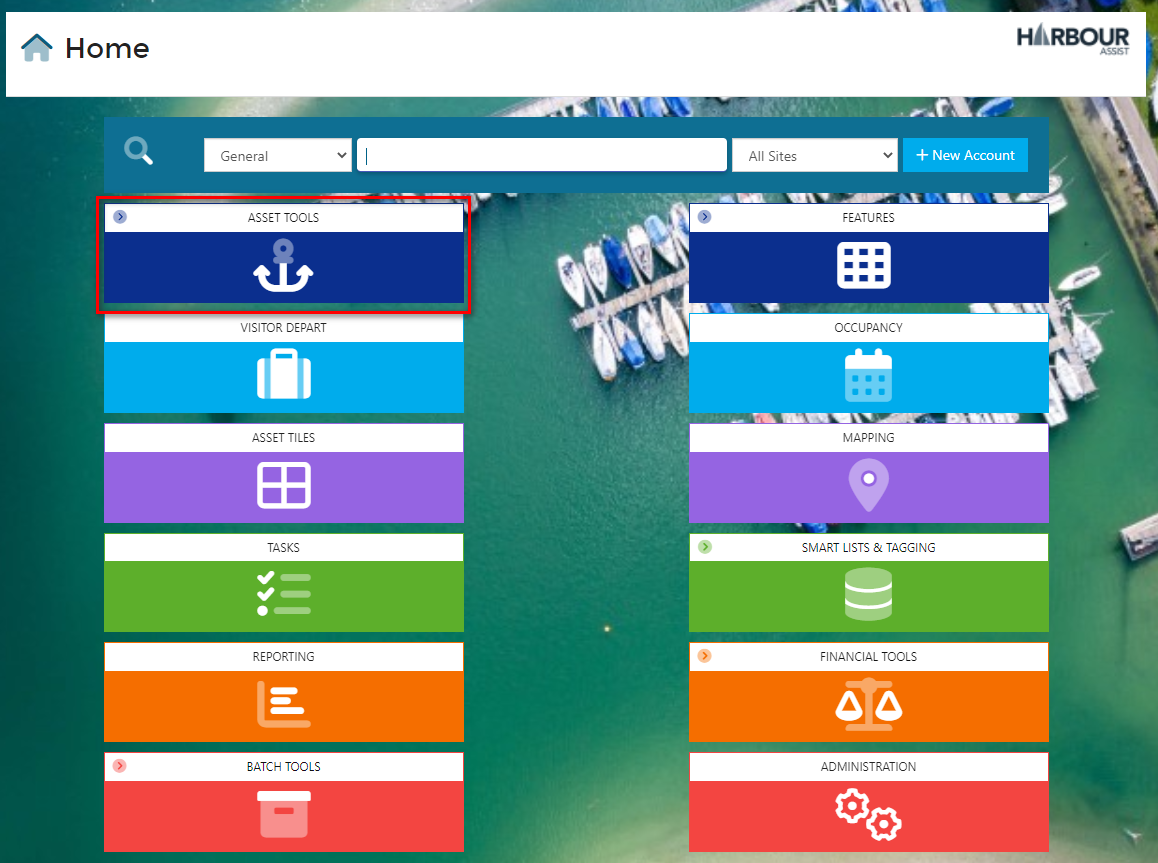 Home
HARBOUR
ASSIST
General
All Sites
+ New Account
ASSET TOOLS
FEATURES
VISITOR DEPART
OCCUPANCY
ASSET TILES
MAPPING
TASKS
SMART LISTS & TAGGING
REPORTING
FINANCIAL TOOLS
BATCH TOOLS
ADMINISTRATION